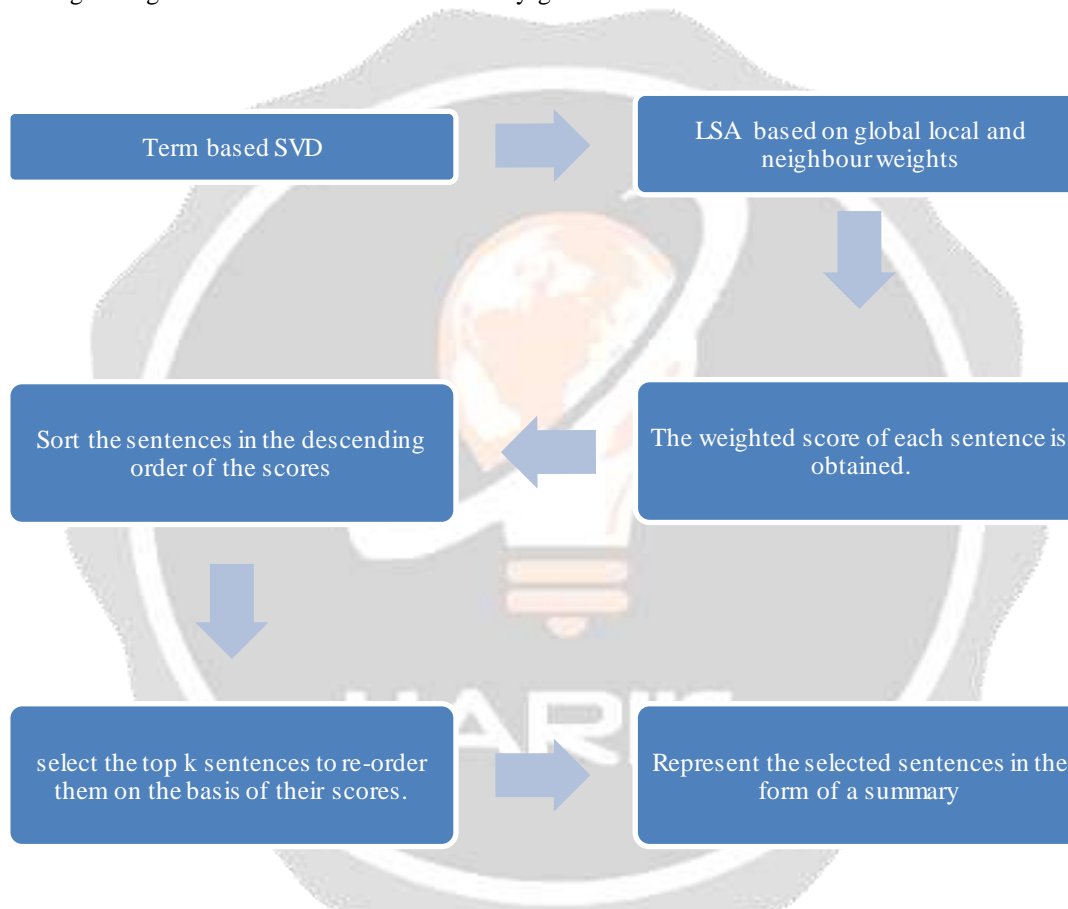 Term based SVD
LSA based on global local and
neighbour weights
Sort the sentences in the descending
order of the scores
The weighted score of each sentence is
obtained.
select the top k sentences to re-order
them on the basis of their scores.
Represent the selected sentences in the
form of a summary